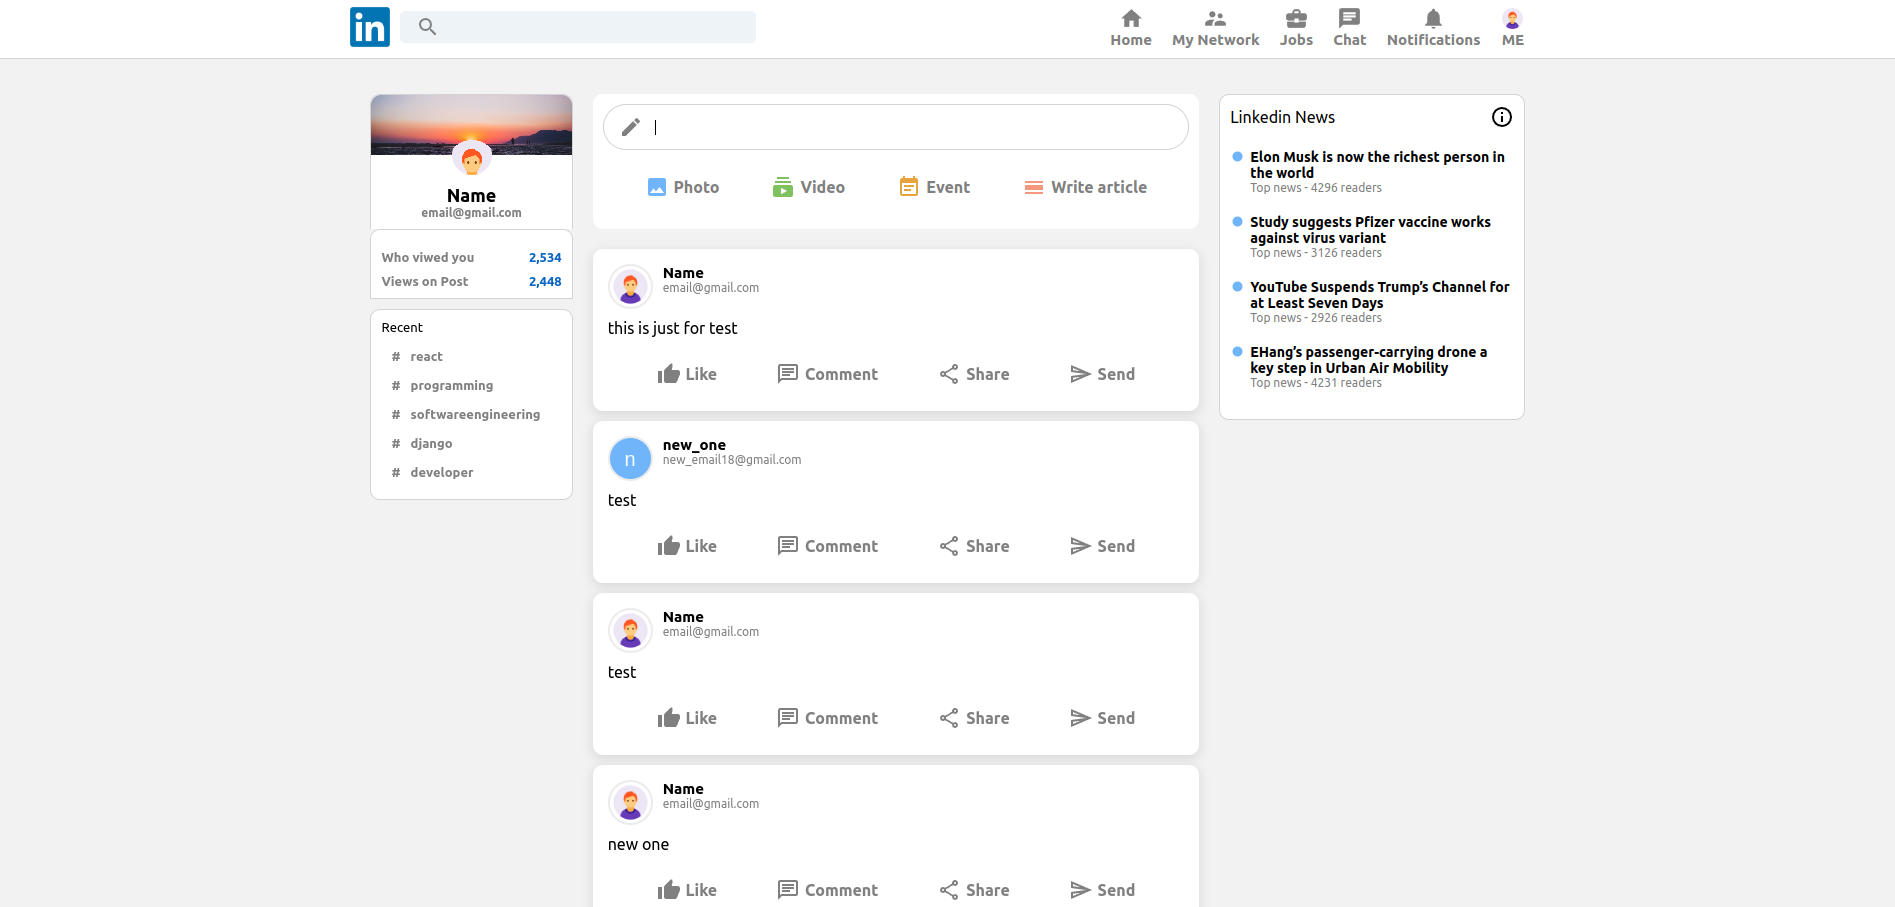 in
Home My Network Jobs Chat Notifications ME
Name
email@gmail.com
Who viwed you 2,534
Views on Post 2,448
Recent
# react
# programming
# softwareengineering
# django
# developer
Photo Video Event Write article
Name
email@gmail.com
this is just for test
Like Comment Share Send
n
new_one
new_email18@gmail.com
test
Like Comment Share Send
Name
email@gmail.com
test
Like Comment Share Send
Name
email@gmail.com
new one
Like Comment Share Send
Linkedin News
Elon Musk is now the richest person in
the world
Top news - 4296 readers
Study suggests Pfizer vaccine works
against virus variant
Top news - 3126 readers
YouTube Suspends Trump’s Channel for
at Least Seven Days
Top news - 2926 readers
EHang’s passenger-carrying drone a
key step in Urban Air Mobility
Top news - 4231 readers